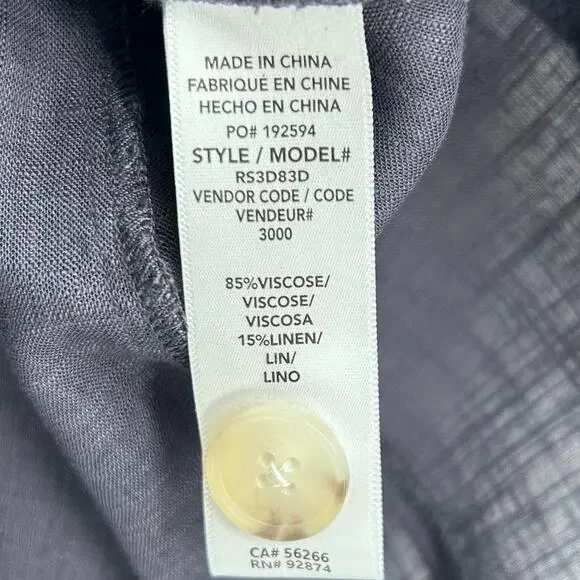 MADE IN CHINA
FABRIQUÉ EN CHINE
HECHO EN CHINA
PO# 192594
STYLE / MODEL#
RS3D83D
VENDOR CODE / CODE
VENDEUR#
3000
85%VISCOSE/
VISCOSE/
VISCOSA
15%LINEN/
LIN/
LINO
CA# 56266
RN# 92874